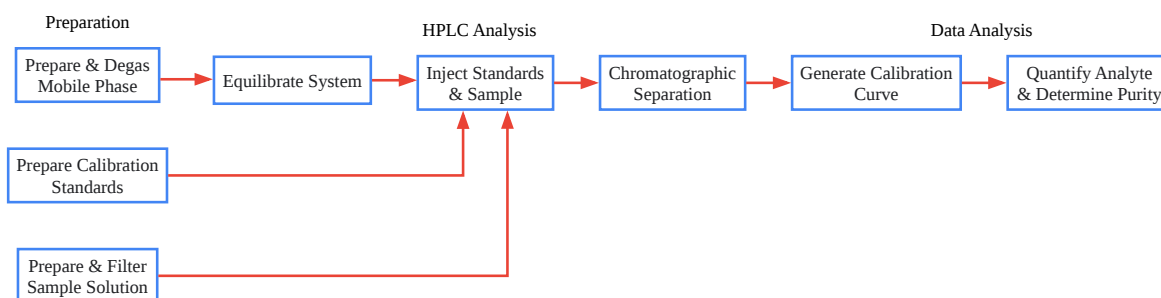 Preparation
HPLC Analysis
Data Analysis
Prepare & Degas
Mobile Phase
Equilibrate System
Inject Standards
& Sample
Chromatographic
Separation
Generate Calibration
Curve
Quantify Analyte
& Determine Purity
Prepare Calibration
Standards
Prepare & Filter
Sample Solution